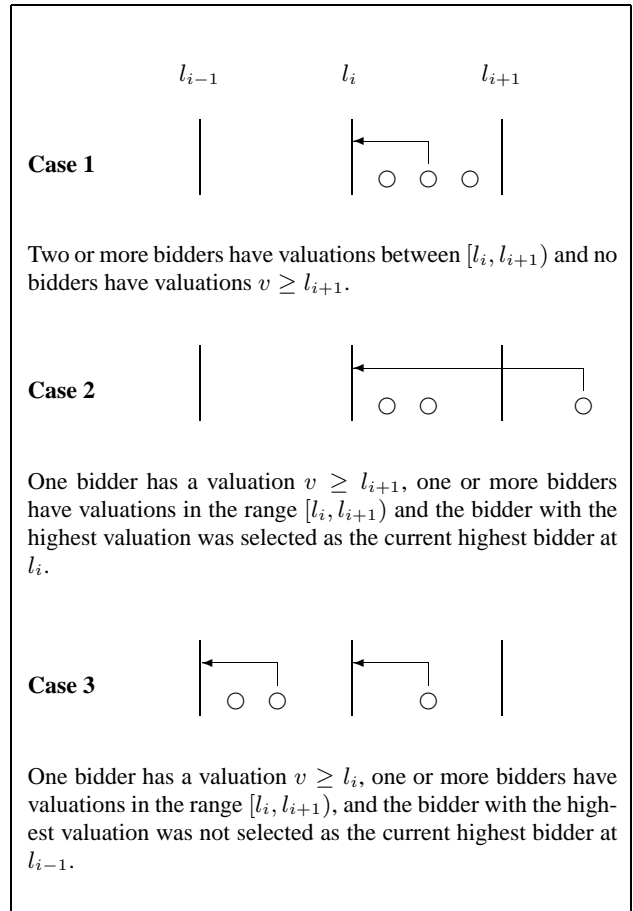 l_{i−1} l_i l_{i+1}
Case 1
Two or more bidders have valuations between [l_i, l_{i+1}) and no
bidders have valuations v ≥ l_{i+1}.
Case 2
One bidder has a valuation v ≥ l_{i+1}, one or more bidders
have valuations in the range [l_i, l_{i+1}) and the bidder with the
highest valuation was selected as the current highest bidder at
l_i.
Case 3
One bidder has a valuation v ≥ l_i, one or more bidders have
valuations in the range [l_i, l_{i+1}), and the bidder with the high-
est valuation was not selected as the current highest bidder at
l_{i−1}.